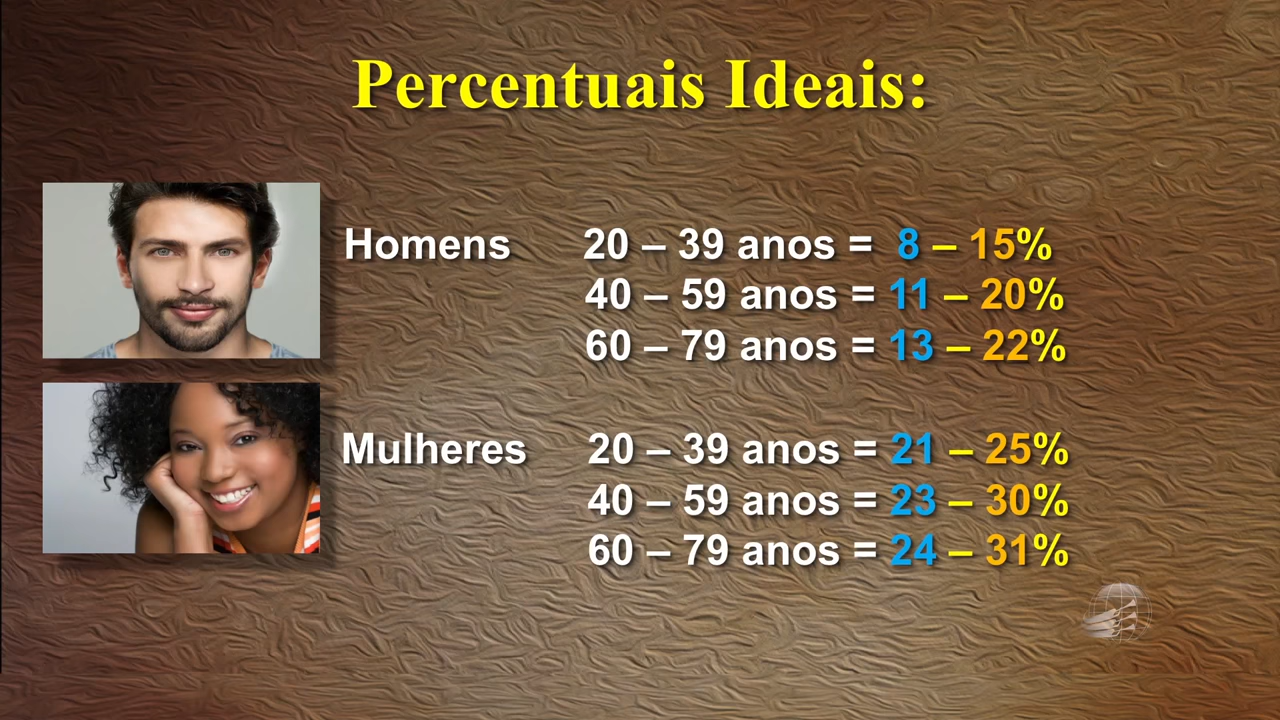 Percentuais Ideais:
Homens 20 – 39 anos = 8 – 15%
40 – 59 anos = 11 – 20%
60 – 79 anos = 13 – 22%
Mulheres 20 – 39 anos = 21 – 25%
40 – 59 anos = 23 – 30%
60 – 79 anos = 24 – 31%